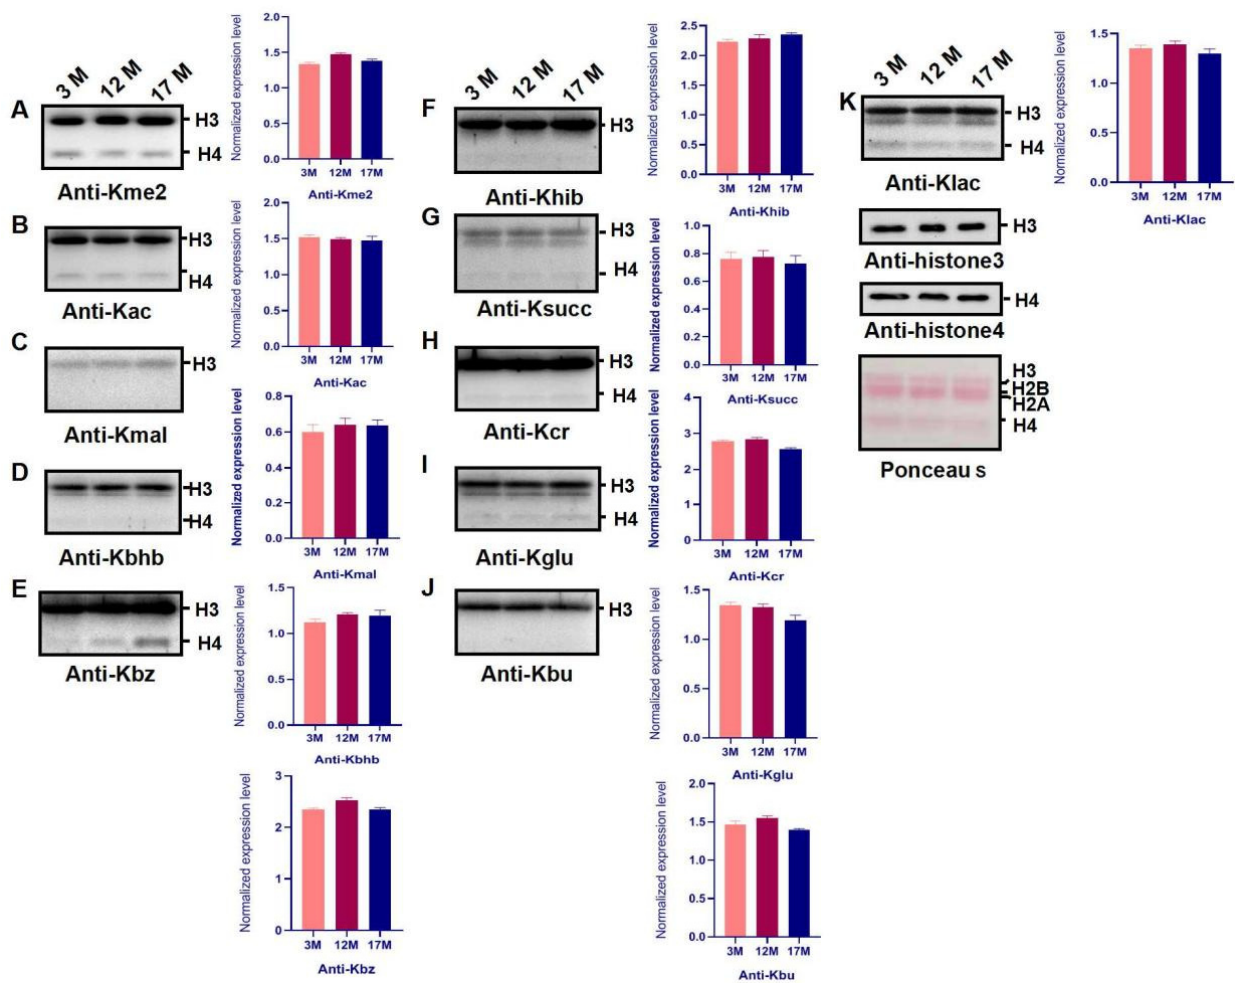 A
3 M 12 M 17 M
H3
H4
Anti-Kme2
B
H3
H4
Anti-Kac
C
H3
Anti-Kmal
D
H3
H4
Anti-Kbhb
E
H3
H4
Anti-Kbz
Normalized expression level
2.0
1.5
1.0
0.5
0.0
3M 12M 17M
Anti-Kme2
Normalized expression level
2.0
1.5
1.0
0.5
0.0
3M 12M 17M
Anti-Kac
Normalized expression level
0.8
0.6
0.4
0.2
0.0
3M 12M 17M
Anti-Kmal
Normalized expression level
1.5
1.0
0.5
0.0
3M 12M 17M
Anti-Kbhb
Normalized expression level
3
2
1
0
3M 12M 17M
Anti-Kbz
F
3 M 12 M 17 M
H3
Anti-Khib
G
H3
H4
Anti-Ksucc
H
H3
H4
Anti-Kcr
I
H3
H4
Anti-Kglu
J
H3
Anti-Kbu
Normalized expression level
2.5
2.0
1.5
1.0
0.5
0.0
3M 12M 17M
Anti-Khib
Normalized expression level
1.0
0.8
0.6
0.4
0.2
0.0
3M 12M 17M
Anti-Ksucc
Normalized expression level
4
3
2
1
0
3M 12M 17M
Anti-Kcr
Normalized expression level
1.5
1.0
0.5
0.0
3M 12M 17M
Anti-Kglu
Normalized expression level
2.0
1.5
1.0
0.5
0.0
3M 12M 17M
Anti-Kbu
K
3 M 12 M 17 M
H3
H4
Anti-Klac
H3
Anti-histone3
H4
Anti-histone4
H3
H2B
H2A
H4
Ponceau s
Normalized expression level
1.5
1.0
0.5
0.0
3M 12M 17M
Anti-Klac